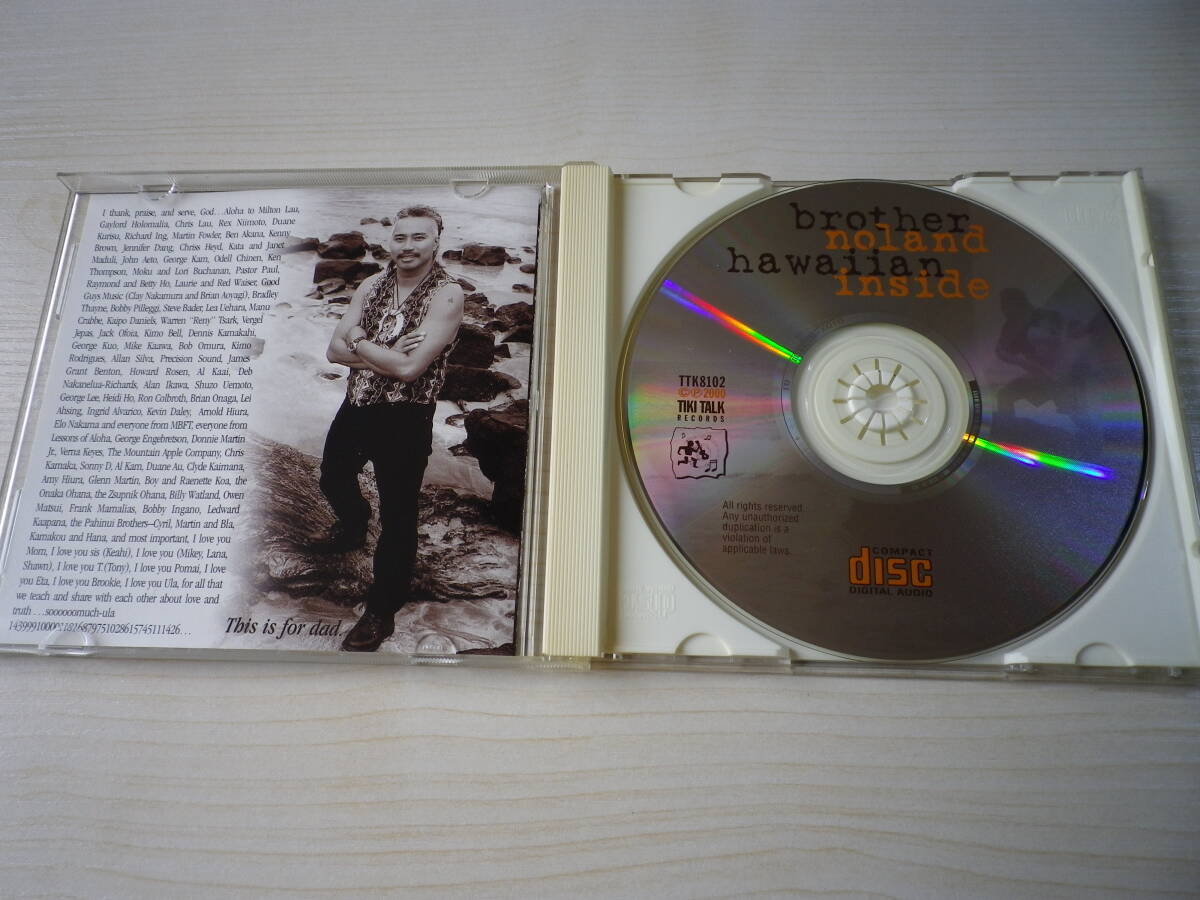 I thank, praise, and serve, God...Aloha to Milton Lau,
Gaylord Holomalia, Chris Lau, Rex Niimoto, Duane
Kurisu, Richard Ing, Martin Fowler, Ben Akana, Kenny
Brown, Jennifer Dang, Chriss Heyd, Kata and Janet
Maduli, John Aeto, George Kam, Odell Chinen, Ken
Thompson, Moku and Lori Buchanan, Pastor Paul,
Raymond and Betty Ho, Laurie and Red Waiser, Good
Guys Music (Clay Nakamura and Brian Aoyagi), Bradley
Thayne, Bobby Pilleggi, Steve Bader, Lea Uehara, Manu
Crabbe, Kaipo Daniels, Warren "Reny" Tsark, Vergel
Jepas, Jack Ofoia, Kimo Bell, Dennis Kamakahi,
George Kuo, Mike Kaawa, Bob Omura, Kimo
Rodrigues, Allan Silva, Precision Sound, James
Grant Benton, Howard Rosen, Al Kaai, Deb
Nakanelua-Richards, Alan Ikawa, Shuzo Uemoto,
George Lee, Heidi Ho, Ron Colbroth, Brian Onaga, Lei
Ahsing, Ingrid Alvarico, Kevin Daley, Arnold Hiura,
Elo Nakama and everyone from MBFT, everyone from
Lessons of Aloha, George Engebretson, Donnie Martin
Jr., Verna Keyes, The Mountain Apple Company, Chris
Kamaka, Sonny D, Al Kam, Duane Au, Clyde Kaimana,
Amy Hiura, Glenn Martin, Boy and Raenette Koa, the
Onaka Ohana, the Zsupnik Ohana, Billy Watland, Owen
Matsui, Frank Mamalias, Bobby Ingano, Ledward
Kaapana, the Pahinui Brothers—Cyril, Martin and Bla,
Kamakou and Hana, and most important, I love you
Mom, I love you sis (Keahi), I love you (Mikey, Lana,
Shawn), I love you T.(Tony), I love you Pomai, I love
you Eta, I love you Brookie, I love you Ula, for all that
we teach and share with each other about love and
truth ...soooooomuch-ula
This is for dad.
brother
noland
hawaiian
inside
TTK8102
©℗2000
TIKI TALK
RECORDS
All rights reserved.
Any unauthorized
duplication is a
violation of
applicable laws.
COMPACT
disc
DIGITAL AUDIO